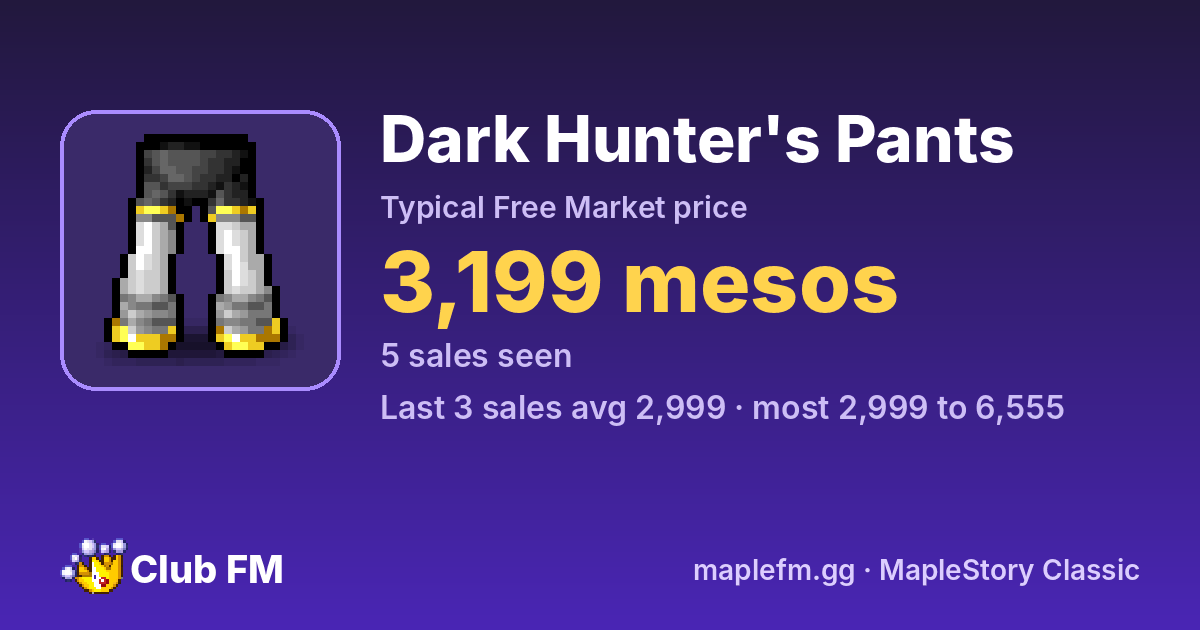 Dark Hunter's Pants
Typical Free Market price
3,199 mesos
5 sales seen
Last 3 sales avg 2,999 · most 2,999 to 6,555
Club FM
maplefm.gg · MapleStory Classic